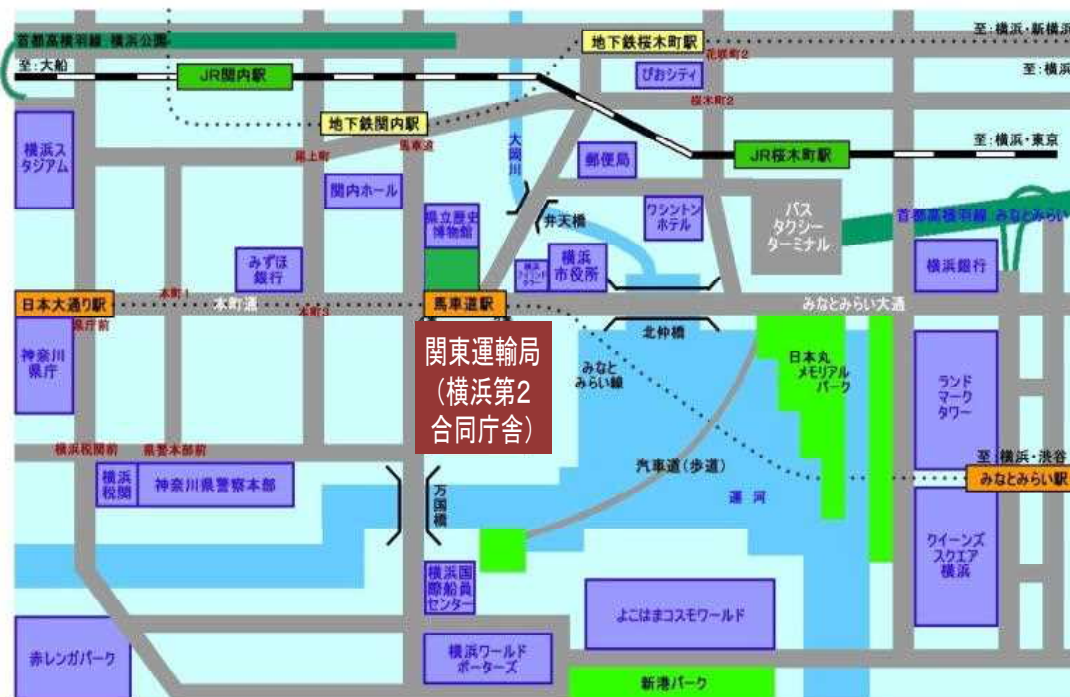 首都高横羽線 横浜公園
至:横浜・新横浜
地下鉄桜木町駅
花咲町2
至:大船
至:横浜
JR関内駅
ぴおシティ
桜木町2
地下鉄関内駅
馬車道
尾上町
大岡川
至:横浜・東京
JR桜木町駅
横浜ス
タジアム
郵便局
関内ホール
県立歴史
博物館
弁天橋
ワシントン
ホテル
バス
タクシー
ターミナル
首都高横羽線 みなとみらい
みずほ
銀行
横浜
アイランド
タワー
横浜
市役所
横浜銀行
日本大通り駅
本町1
本町通
本町3
馬車道駅
みなとみらい大通
県庁前
北仲橋
神奈川
県庁
関東運輸局
(横浜第2
合同庁舎)
みなと
みらい線
日本丸
メモリアル
パーク
ランド
マーク
タワー
横浜税関前
県警本部前
汽車道(歩道)
至:横浜・渋谷
みなとみらい駅
横浜
税関
神奈川県警察本部
万国橋
運河
クイーンズ
スクエア
横浜
横浜国
際船員
センター
よこはまコスモワールド
赤レンガパーク
横浜ワールド
ポーターズ
新港パーク